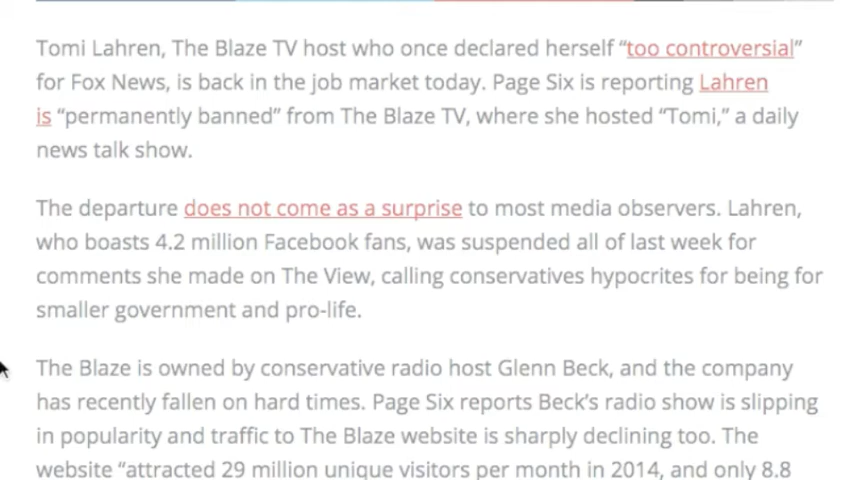 Tomi Lahren, The Blaze TV host who once declared herself “too controversial”
for Fox News, is back in the job market today. Page Six is reporting Lahren
is “permanently banned” from The Blaze TV, where she hosted “Tomi,” a daily
news talk show.
The departure does not come as a surprise to most media observers. Lahren,
who boasts 4.2 million Facebook fans, was suspended all of last week for
comments she made on The View, calling conservatives hypocrites for being for
smaller government and pro-life.
The Blaze is owned by conservative radio host Glenn Beck, and the company
has recently fallen on hard times. Page Six reports Beck’s radio show is slipping
in popularity and traffic to The Blaze website is sharply declining too. The
website “attracted 29 million unique visitors per month in 2014, and only 8.8